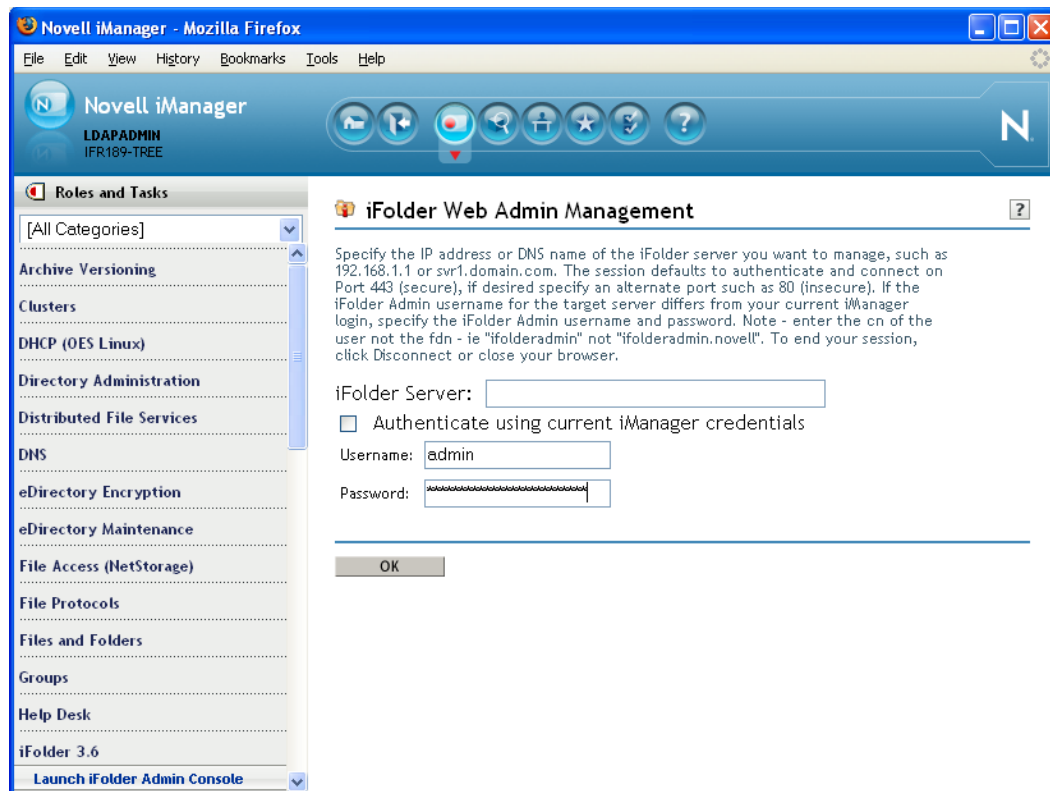 Novell iManager - Mozilla Firefox
File Edit View History Bookmarks Tools Help
Novell iManager
LDAPADMIN
IFR189-TREE
N
Roles and Tasks
[All Categories]
Archive Versioning
Clusters
DHCP (OES Linux)
Directory Administration
Distributed File Services
DNS
eDirectory Encryption
eDirectory Maintenance
File Access (NetStorage)
File Protocols
Files and Folders
Groups
Help Desk
iFolder 3.6
Launch iFolder Admin Console
iFolder Web Admin Management
?
Specify the IP address or DNS name of the iFolder server you want to manage, such as
192.168.1.1 or svr1.domain.com. The session defaults to authenticate and connect on
Port 443 (secure), if desired specify an alternate port such as 80 (insecure). If the
iFolder Admin username for the target server differs from your current iManager
login, specify the iFolder Admin username and password. Note - enter the cn of the
user not the fdn - ie "ifolderadmin" not "ifolderadmin.novell". To end your session,
click Disconnect or close your browser.
iFolder Server:
Authenticate using current iManager credentials
Username: admin
Password:
OK